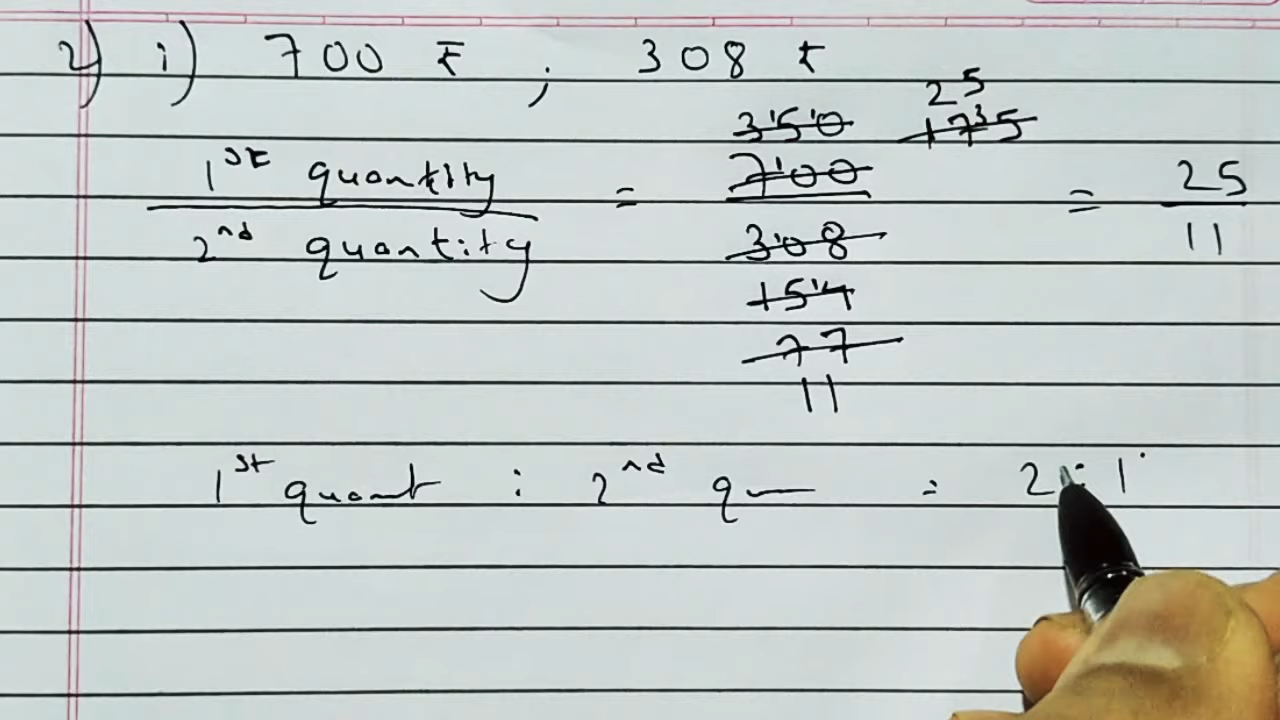 2) i) 700 ₹ ; 308 ₹
25
350 1735
1st quantity = 700 = 25
2nd quantity 308 11
154
77
11
1st quant : 2nd q = 2 : 1